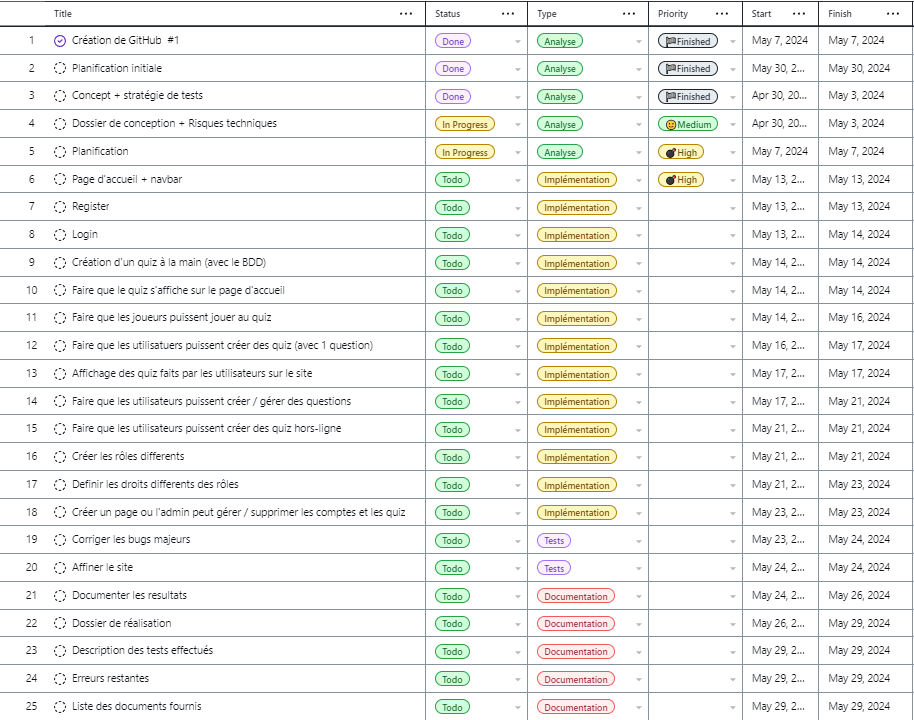 Title ... Status ... Type ... Priority ... Start ... Finish ...
1 Création de GitHub #1 Done Analyse Finished May 7, 2024 May 7, 2024
2 Planification initiale Done Analyse Finished May 30, 2... May 30, 2024
3 Concept + stratégie de tests Done Analyse Finished Apr 30, 20... May 3, 2024
4 Dossier de conception + Risques techniques In Progress Analyse Medium Apr 30, 20... May 3, 2024
5 Planification In Progress Analyse High May 7, 2024 May 7, 2024
6 Page d'accueil + navbar Todo Implémentation High May 13, 2... May 13, 2024
7 Register Todo Implémentation May 13, 2... May 13, 2024
8 Login Todo Implémentation May 13, 2... May 14, 2024
9 Création d'un quiz à la main (avec le BDD) Todo Implémentation May 14, 2... May 14, 2024
10 Faire que le quiz s'affiche sur le page d'accueil Todo Implémentation May 14, 2... May 14, 2024
11 Faire que les joueurs puissent jouer au quiz Todo Implémentation May 14, 2... May 16, 2024
12 Faire que les utilisatuers puissent créer des quiz (avec 1 question) Todo Implémentation May 16, 2... May 17, 2024
13 Affichage des quiz faits par les utilisateurs sur le site Todo Implémentation May 17, 2... May 17, 2024
14 Faire que les utilisateurs puissent créer / gérer des questions Todo Implémentation May 17, 2... May 21, 2024
15 Faire que les utilisateurs puissent créer des quiz hors-ligne Todo Implémentation May 21, 2... May 21, 2024
16 Créer les rôles differents Todo Implémentation May 21, 2... May 21, 2024
17 Definir les droits differents des rôles Todo Implémentation May 21, 2... May 23, 2024
18 Créer un page ou l'admin peut gérer / supprimer les comptes et les quiz Todo Implémentation May 23, 2... May 23, 2024
19 Corriger les bugs majeurs Todo Tests May 23, 2... May 24, 2024
20 Affiner le site Todo Tests May 24, 2... May 24, 2024
21 Documenter les resultats Todo Documentation May 24, 2... May 26, 2024
22 Dossier de réalisation Todo Documentation May 26, 2... May 29, 2024
23 Description des tests effectués Todo Documentation May 29, 2... May 29, 2024
24 Erreurs restantes Todo Documentation May 29, 2... May 29, 2024
25 Liste des documents fournis Todo Documentation May 29, 2... May 29, 2024